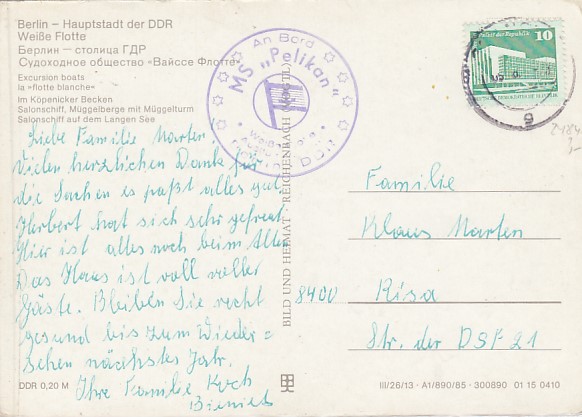 Berlin – Hauptstadt der DDR
Weiße Flotte
Берлин – столица ГДР
Судоходное общество «Вайссе Флотте»
Excursion boats
la «flotte blanche»
Im Köpenicker Becken
Salonschiff, Müggelberge mit Müggelturm
Salonschiff auf dem Langen See
An Bord
MS „Pelikan"
10
9
Liebe Familie Marten!
Vielen herzlichen Dank für
die Sachen es paßt alles gut.
Herbert hat sich sehr gefreut.
Hier ist alles noch beim Alten
Das Haus ist voll voller
Gäste. Bleiben Sie recht
gesund bis zum Wieder=
sehen nächstes Jahr.
Ihre Familie Koch
BILD UND HEIMAT · REICHENBACH (VOGTL)
Familie
Klaus Marten
8400 Risa
Str. der DSF 21
DDR 0,20 M
III/26/13 · A1/890/85 · 300890 01 15 0410